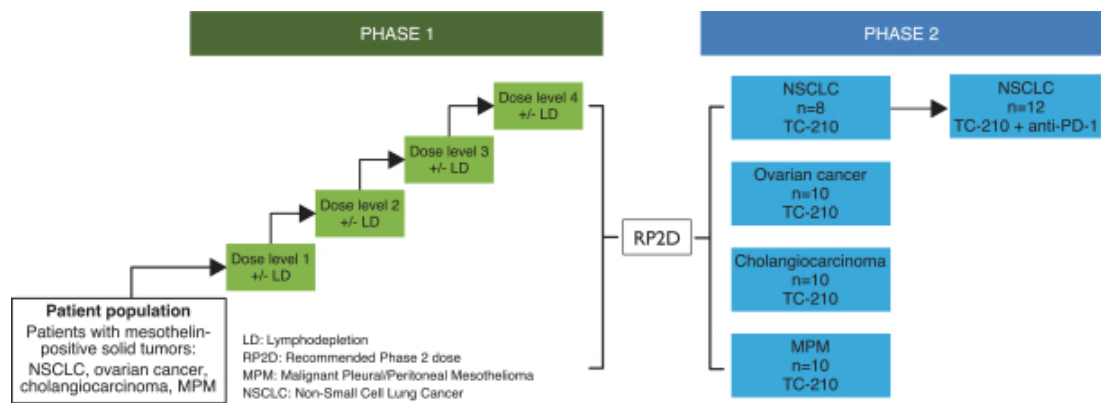 PHASE 1
PHASE 2
Dose level 4
+/- LD
Dose level 3
+/- LD
Dose level 2
+/- LD
Dose level 1
+/- LD
Patient population
Patients with mesothelin-
positive solid tumors:
NSCLC, ovarian cancer,
cholangiocarcinoma, MPM
LD: Lymphodepletion
RP2D: Recommended Phase 2 dose
MPM: Malignant Pleural/Peritoneal Mesothelioma
NSCLC: Non-Small Cell Lung Cancer
RP2D
NSCLC
n=8
TC-210
NSCLC
n=12
TC-210 + anti-PD-1
Ovarian cancer
n=10
TC-210
Cholangiocarcinoma
n=10
TC-210
MPM
n=10
TC-210